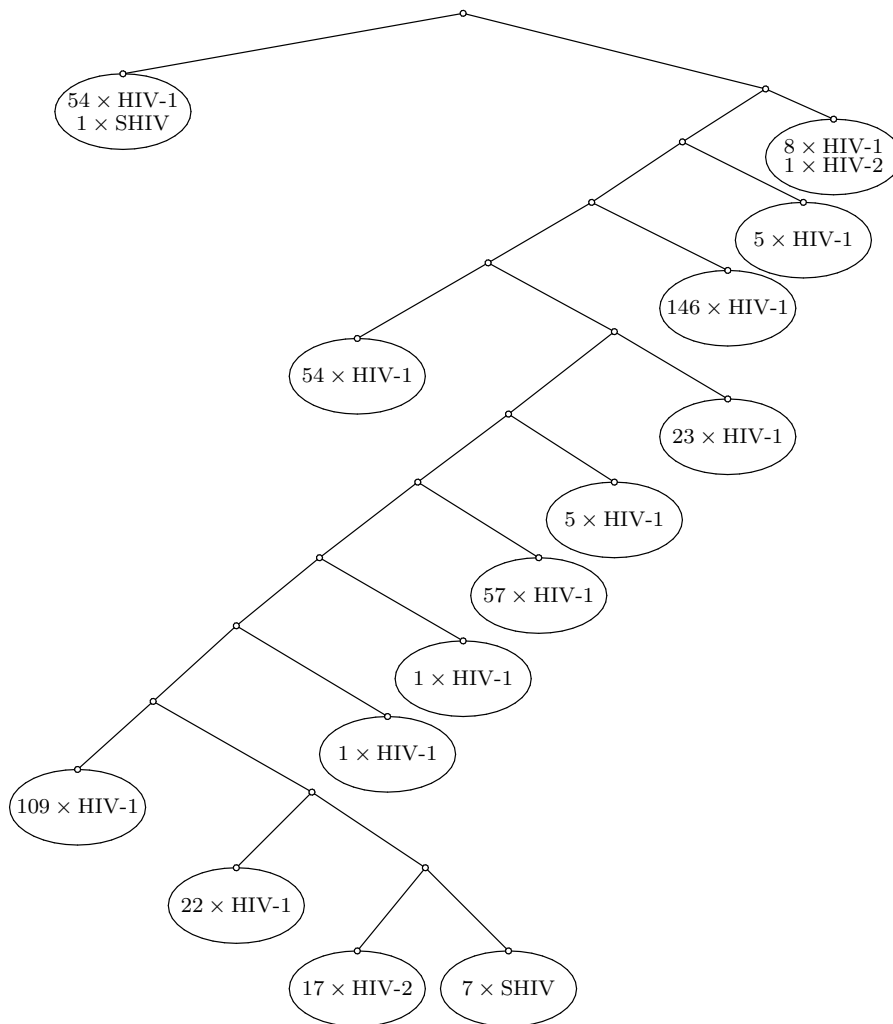 54 × HIV-1
1 × SHIV
8 × HIV-1
1 × HIV-2
5 × HIV-1
146 × HIV-1
54 × HIV-1
23 × HIV-1
5 × HIV-1
57 × HIV-1
1 × HIV-1
1 × HIV-1
109 × HIV-1
22 × HIV-1
17 × HIV-2
7 × SHIV